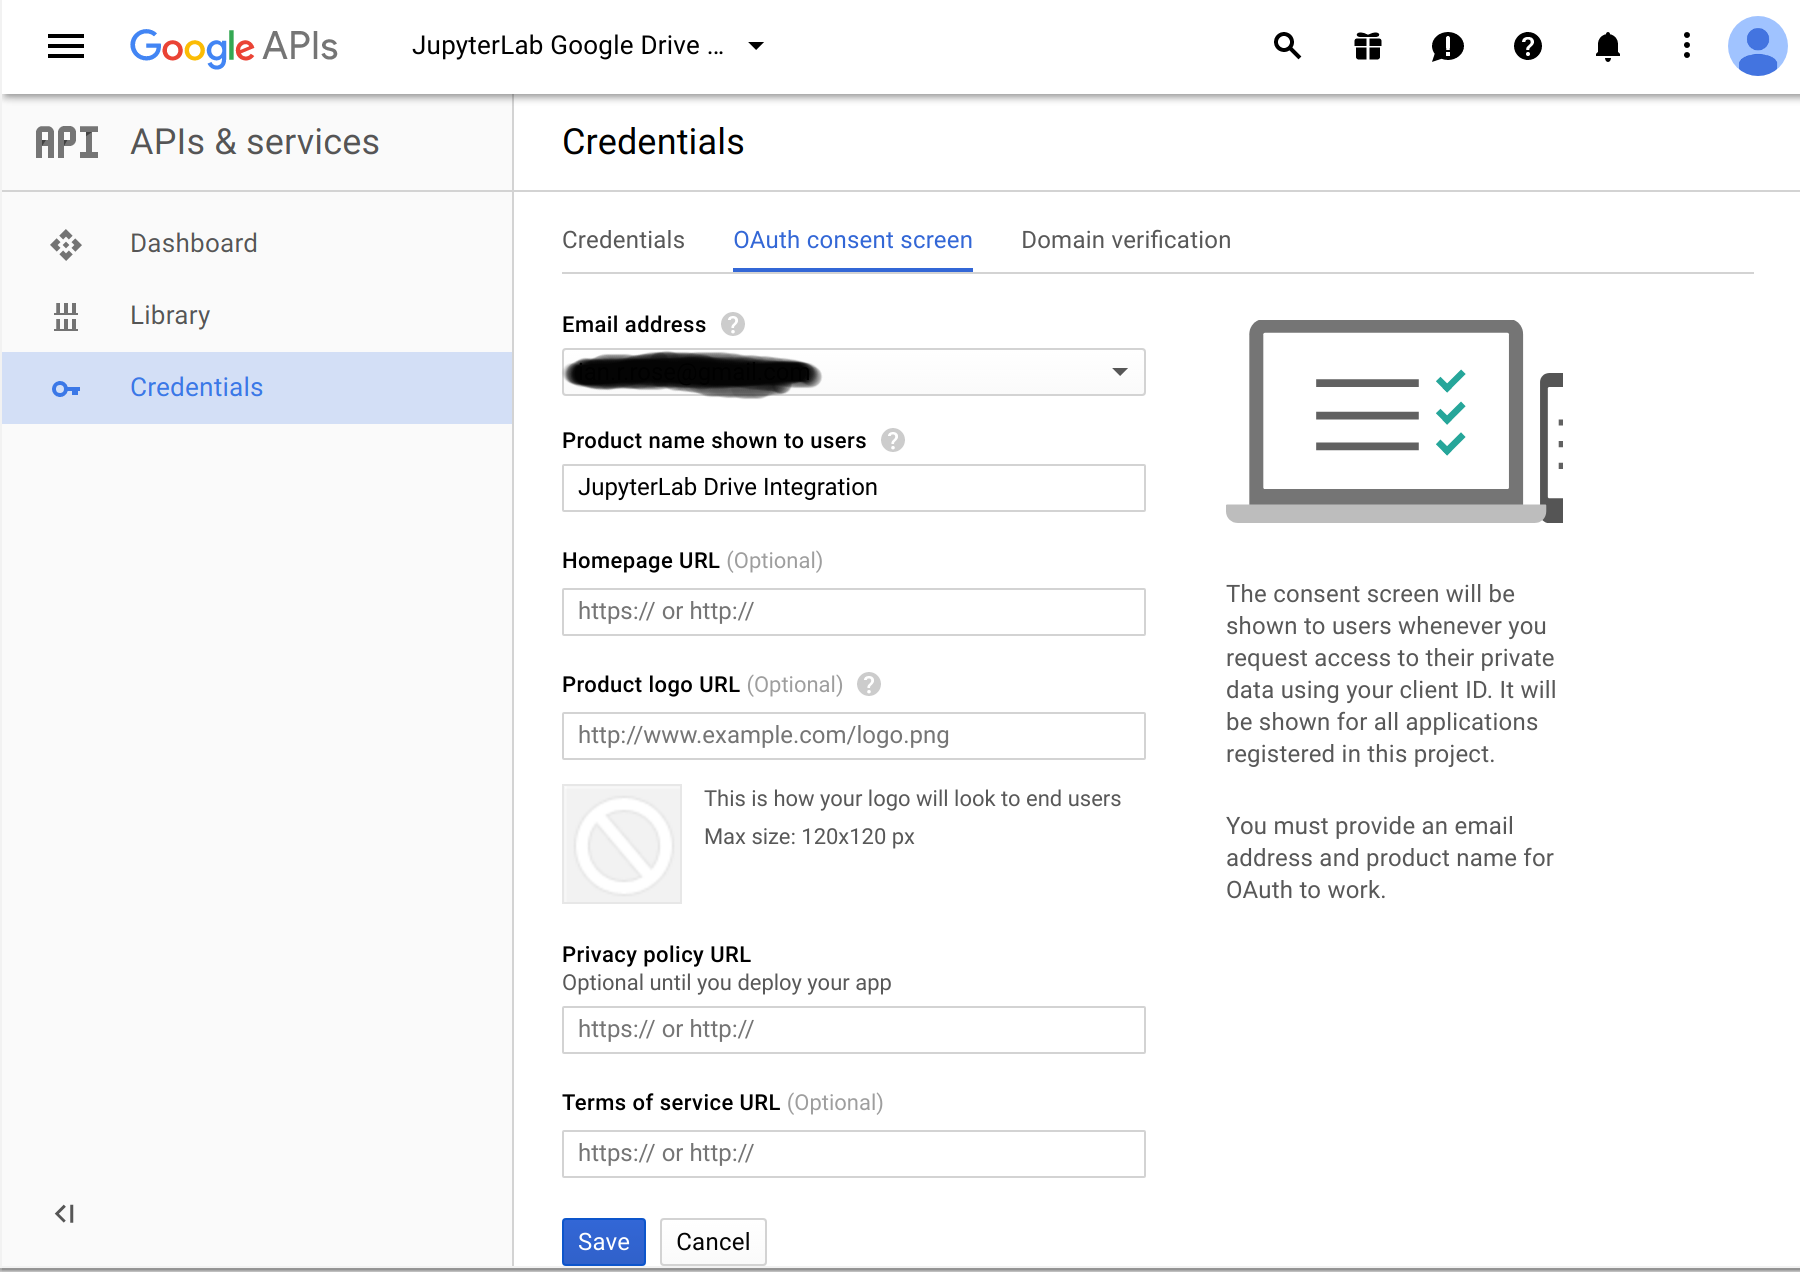 Google APIs
JupyterLab Google Drive ...
API APIs & services
Credentials
Dashboard
Library
Credentials
Credentials OAuth consent screen Domain verification
Email address
Product name shown to users
JupyterLab Drive Integration
Homepage URL (Optional)
https:// or http://
Product logo URL (Optional)
http://www.example.com/logo.png
This is how your logo will look to end users
Max size: 120x120 px
Privacy policy URL
Optional until you deploy your app
https:// or http://
Terms of service URL (Optional)
https:// or http://
Save Cancel
The consent screen will be
shown to users whenever you
request access to their private
data using your client ID. It will
be shown for all applications
registered in this project.
You must provide an email
address and product name for
OAuth to work.